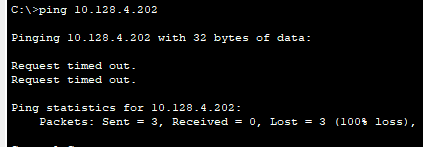 C:\>ping 10.128.4.202
Pinging 10.128.4.202 with 32 bytes of data:
Request timed out.
Request timed out.
Ping statistics for 10.128.4.202:
Packets: Sent = 3, Received = 0, Lost = 3 (100% loss),